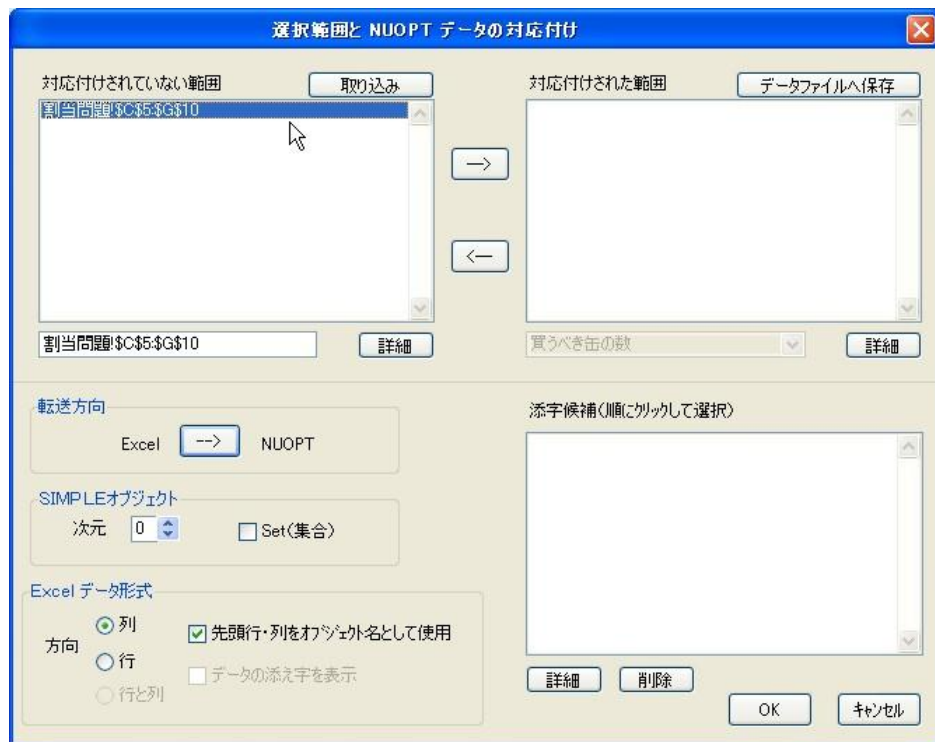 選択範囲と NUOPT データの対応付け
対応付けされていない範囲
取り込み
割当問題!$C$5:$G$10
割当問題!$C$5:$G$10
詳細
-->
<--
対応付けされた範囲
データファイルへ保存
買うべき缶の数
詳細
転送方向
Excel
-->
NUOPT
SIMPLEオブジェクト
次元
0
Set(集合)
Excel データ形式
方向
列
行
行と列
先頭行・列をオブジェクト名として使用
データの添え字を表示
添字候補(順にクリックして選択)
詳細
削除
OK
キャンセル